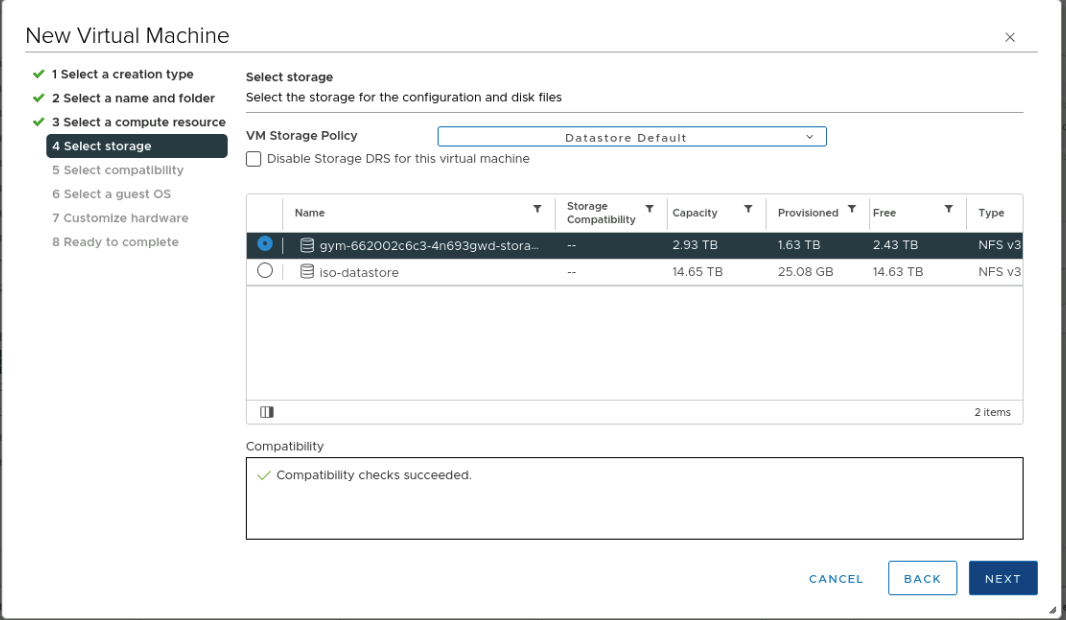 New Virtual Machine
1 Select a creation type
2 Select a name and folder
3 Select a compute resource
4 Select storage
5 Select compatibility
6 Select a guest OS
7 Customize hardware
8 Ready to complete
Select storage
Select the storage for the configuration and disk files
VM Storage Policy
Datastore Default
Disable Storage DRS for this virtual machine
Name Storage Compatibility Capacity Provisioned Free Type
gym-662002c6c3-4n693gwd-stora... -- 2.93 TB 1.63 TB 2.43 TB NFS v3
iso-datastore -- 14.65 TB 25.08 GB 14.63 TB NFS v3
2 items
Compatibility
Compatibility checks succeeded.
CANCEL BACK NEXT